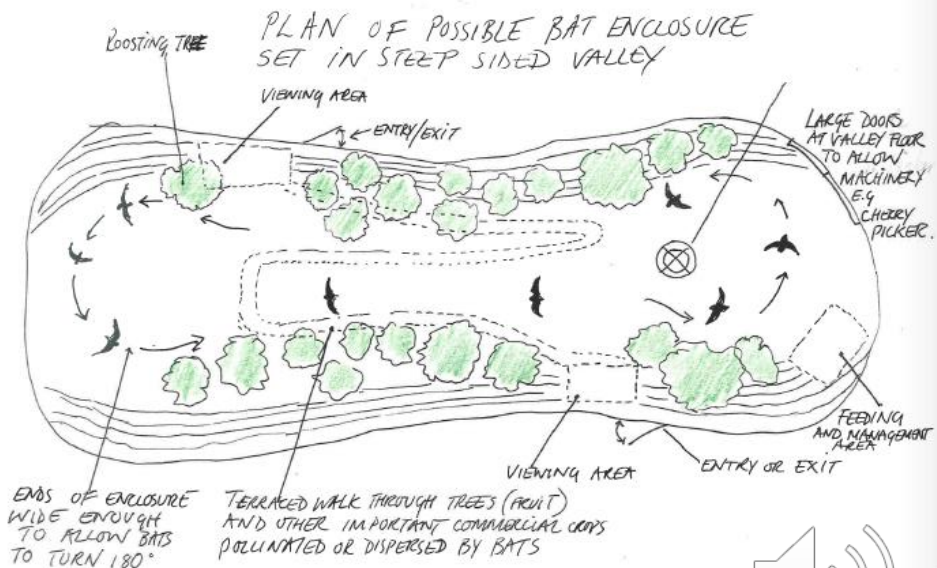 PLAN OF POSSIBLE BAT ENCLOSURE
SET IN STEEP SIDED VALLEY
ROOSTING TREE
VIEWING AREA
ENTRY/EXIT
LARGE DOORS
AT VALLEY FLOOR
TO ALLOW
MACHINERY
E.G
CHERRY
PICKER.
FEEDING
AND MANAGEMENT
AREA
ENTRY OR EXIT
VIEWING AREA
ENDS OF ENCLOSURE
WIDE ENOUGH
TO ALLOW BATS
TO TURN 180°
TERRACED WALK THROUGH TREES (FRUIT)
AND OTHER IMPORTANT COMMERCIAL CROPS
POLLINATED OR DISPERSED BY BATS